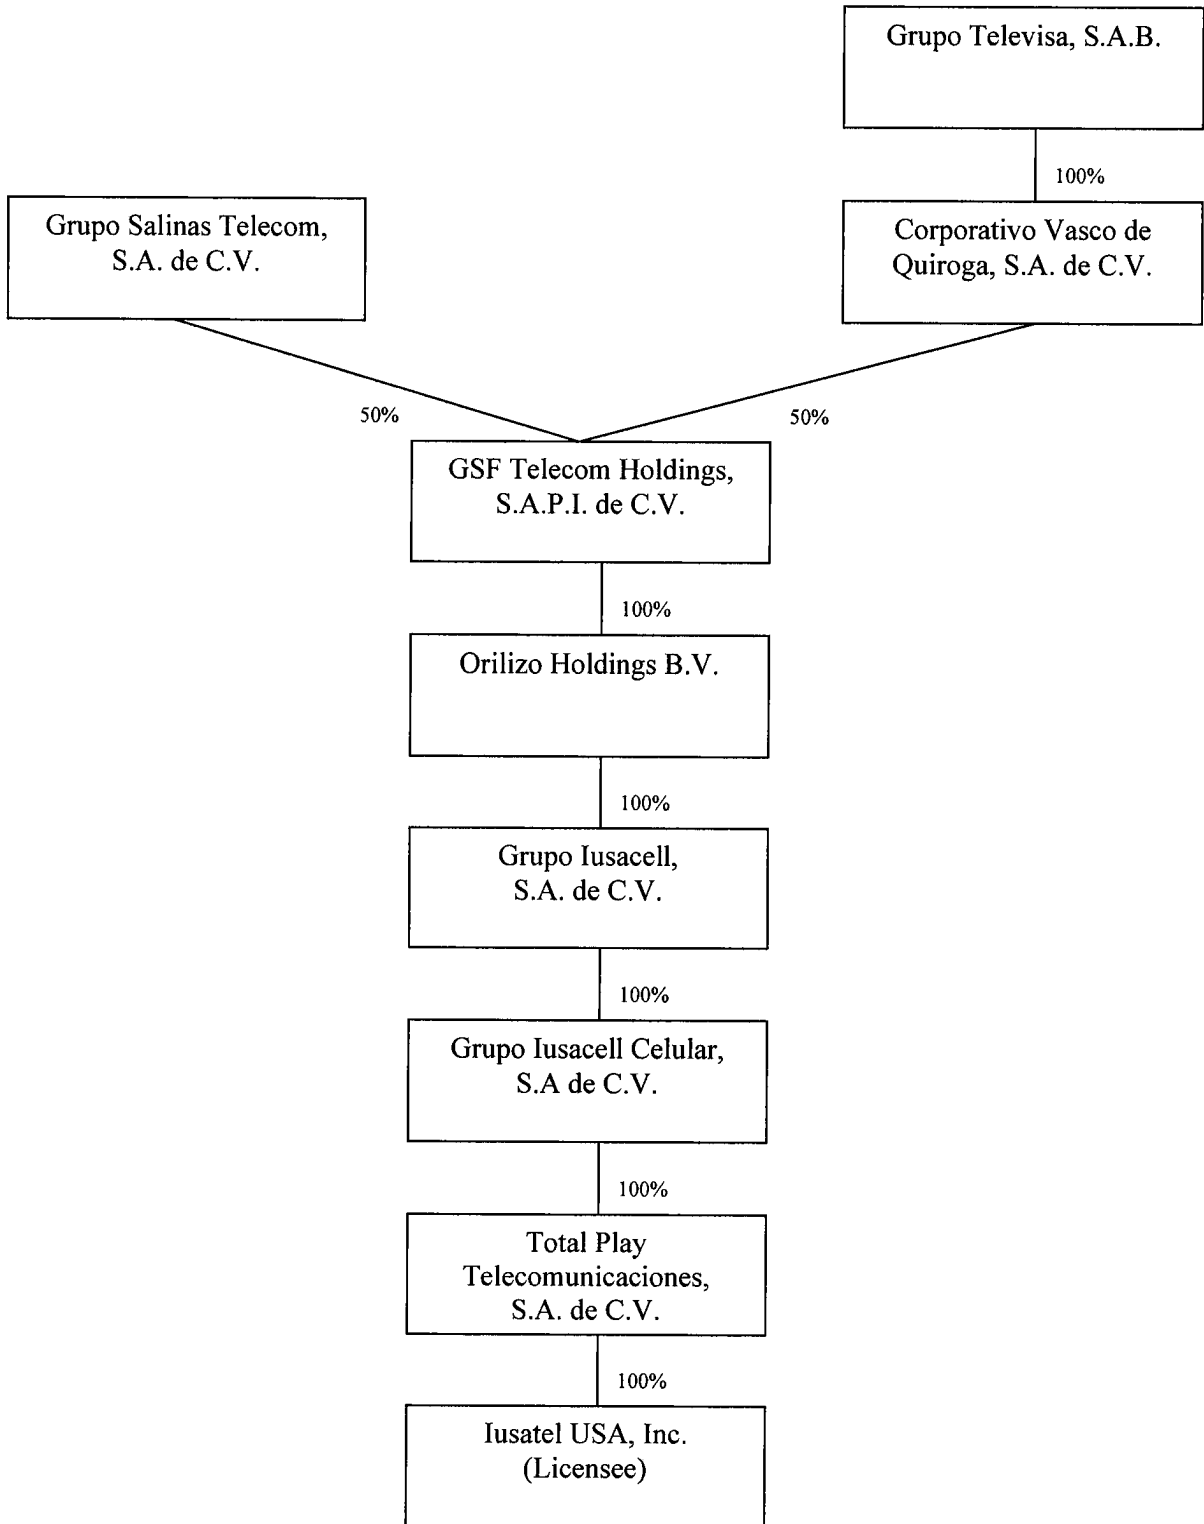 Grupo Televisa, S.A.B.
100%
Grupo Salinas Telecom,
S.A. de C.V.
Corporativo Vasco de
Quiroga, S.A. de C.V.
50%
50%
GSF Telecom Holdings,
S.A.P.I. de C.V.
100%
Orilizo Holdings B.V.
100%
Grupo Iusacell,
S.A. de C.V.
100%
Grupo Iusacell Celular,
S.A de C.V.
100%
Total Play
Telecomunicaciones,
S.A. de C.V.
100%
Iusatel USA, Inc.
(Licensee)